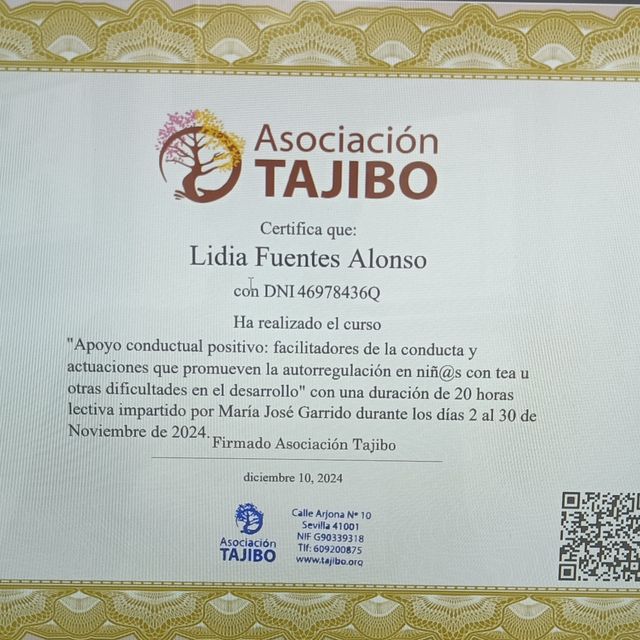 Asociación
TAJIBO
Certifica que:
Lidia Fuentes Alonso
con DNI 46978436Q
Ha realizado el curso
"Apoyo conductual positivo: facilitadores de la conducta y
actuaciones que promueven la autorregulación en niñ@s con tea u
otras dificultades en el desarrollo" con una duración de 20 horas
lectiva impartido por María José Garrido durante los días 2 al 30 de
Noviembre de 2024.
Firmado Asociación Tajibo
diciembre 10, 2024
Asociación
TAJIBO
Calle Arjona Nº 10
Sevilla 41001
NIF G90339318
Tlf: 609200875
www.tajibo.org